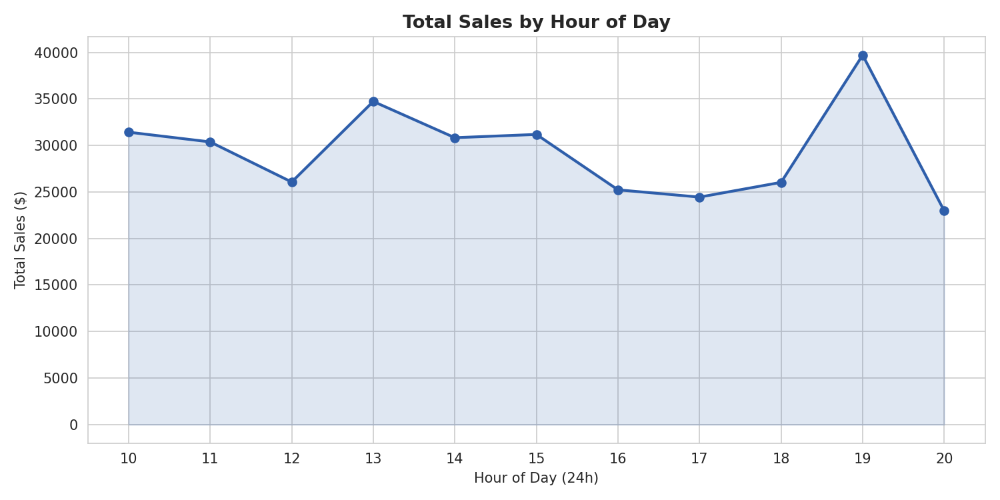 Total Sales by Hour of Day
Total Sales ($)
40000
35000
30000
25000
20000
15000
10000
5000
0
10 11 12 13 14 15 16 17 18 19 20
Hour of Day (24h)